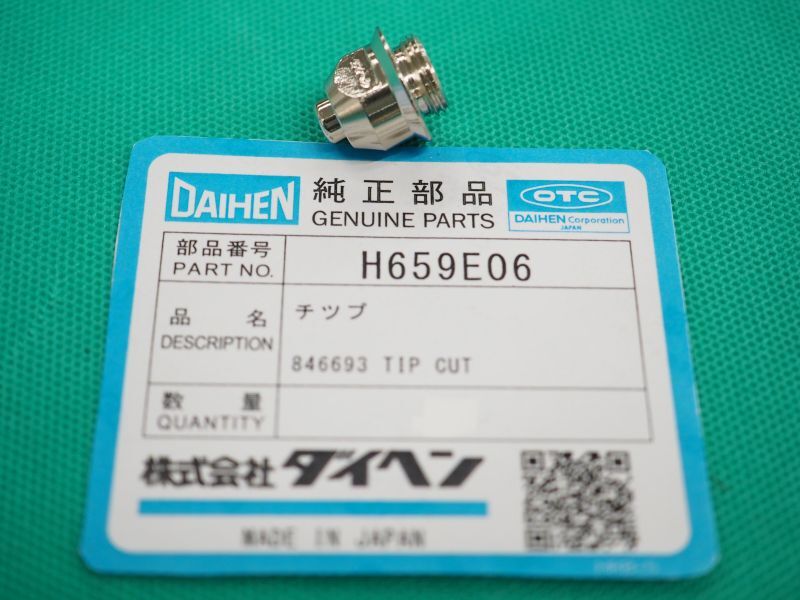 DAIHEN
純正部品
GENUINE PARTS
OTC
DAIHEN Corporation
JAPAN
部品番号
PART NO.
H659E06
品 名
DESCRIPTION
チツプ
846693 TIP CUT
数 量
QUANTITY
株式会社 ダイヘン
MADE IN JAPAN